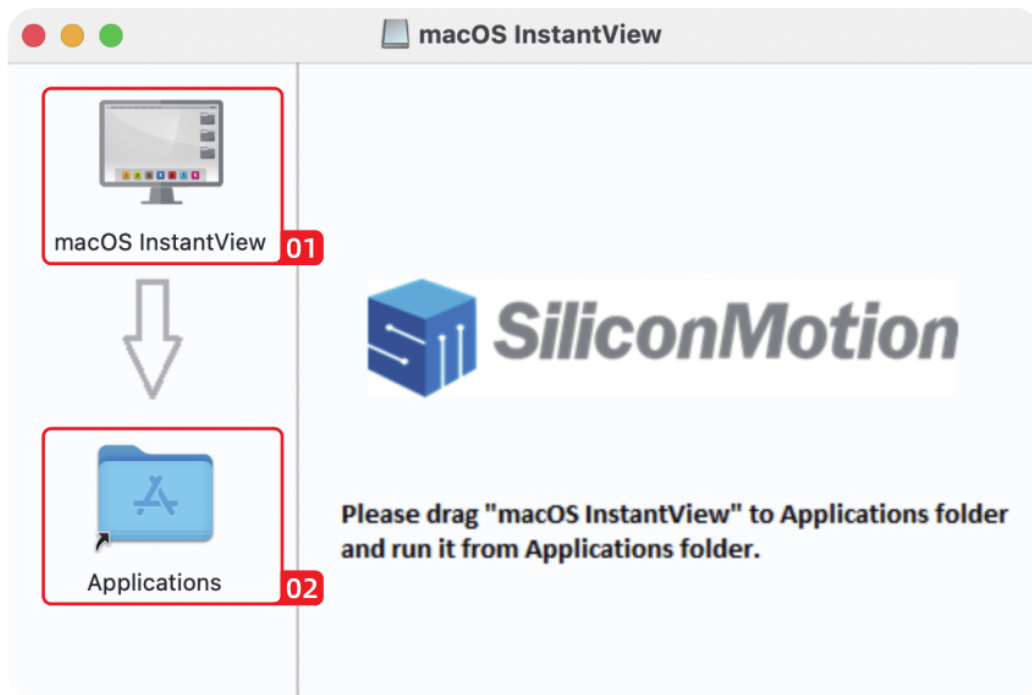 macOS InstantView
macOS InstantView
01
SiliconMotion
Please drag "macOS InstantView" to Applications folder
and run it from Applications folder.
Applications
02